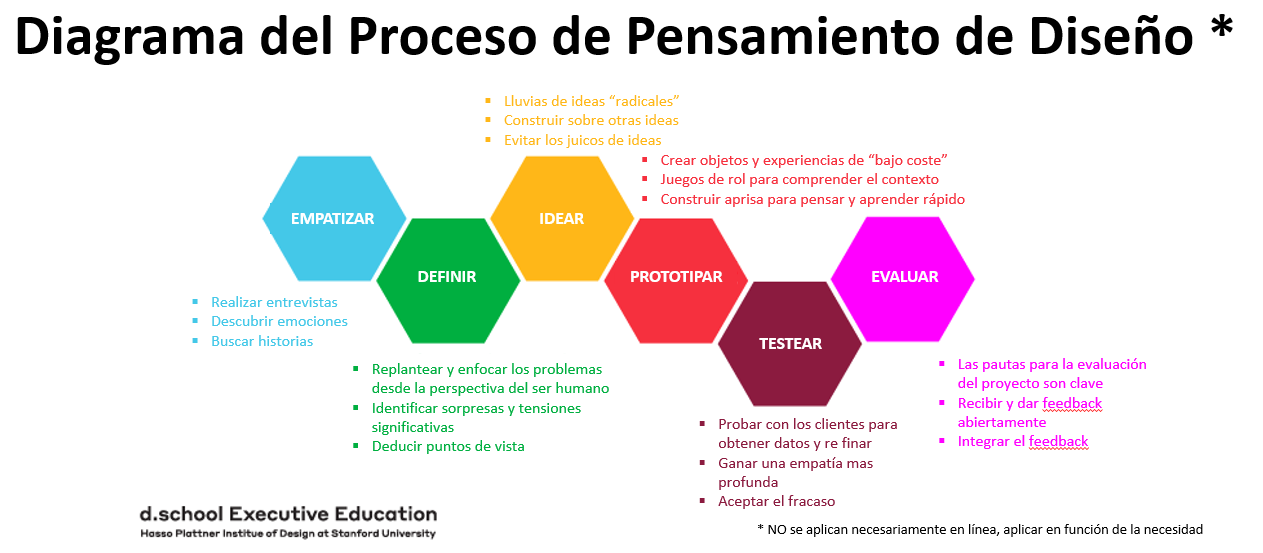 Diagrama del Proceso de Pensamiento de Diseño *
▪ Lluvias de ideas “radicales”
▪ Construir sobre otras ideas
▪ Evitar los juicos de ideas
▪ Crear objetos y experiencias de “bajo coste”
▪ Juegos de rol para comprender el contexto
▪ Construir aprisa para pensar y aprender rápido
EMPATIZAR
IDEAR
DEFINIR
PROTOTIPAR
EVALUAR
TESTEAR
▪ Realizar entrevistas
▪ Descubrir emociones
▪ Buscar historias
▪ Replantear y enfocar los problemas
desde la perspectiva del ser humano
▪ Identificar sorpresas y tensiones
significativas
▪ Deducir puntos de vista
▪ Las pautas para la evaluación
del proyecto son clave
▪ Recibir y dar feedback
abiertamente
▪ Integrar el feedback
▪ Probar con los clientes para
obtener datos y re finar
▪ Ganar una empatía mas
profunda
▪ Aceptar el fracaso
d.school Executive Education
Hasso Plattner Institue of Design at Stanford University
* NO se aplican necesariamente en línea, aplicar en función de la necesidad